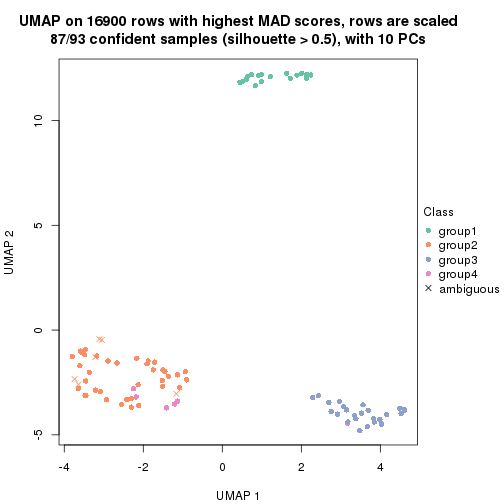 UMAP on 16900 rows with highest MAD scores, rows are scaled
87/93 confident samples (silhouette > 0.5), with 10 PCs
10
5
0
-5
UMAP 2
-4
-2
0
2
4
UMAP 1
Class
group1
group2
group3
group4
ambiguous